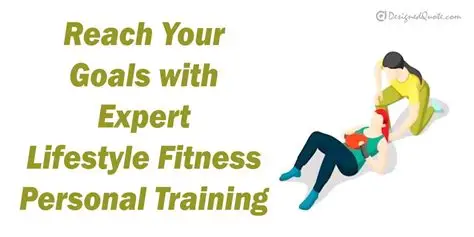 @DesignedQuote.com
Reach Your
Goals with
Expert
Lifestyle Fitness
Personal Training